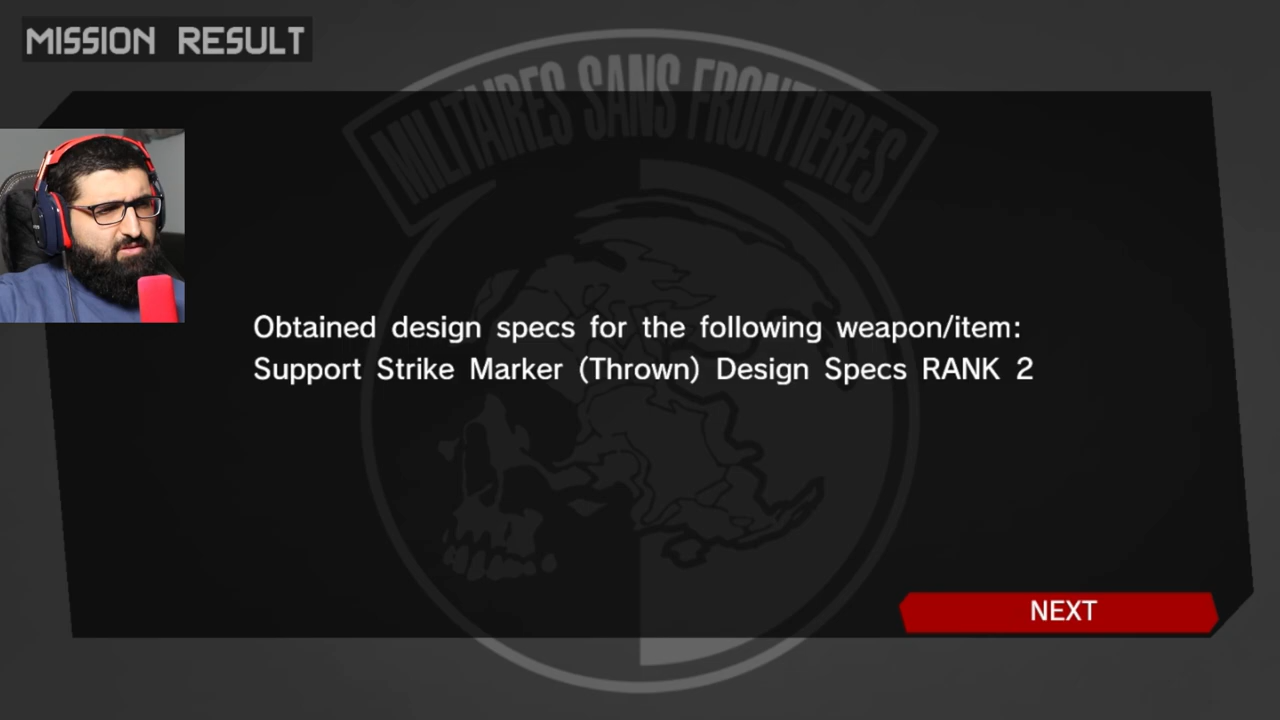 MISSION RESULT
MILITAIRES SANS FRONTIERES
Obtained design specs for the following weapon/item:
Support Strike Marker (Thrown) Design Specs RANK 2
NEXT